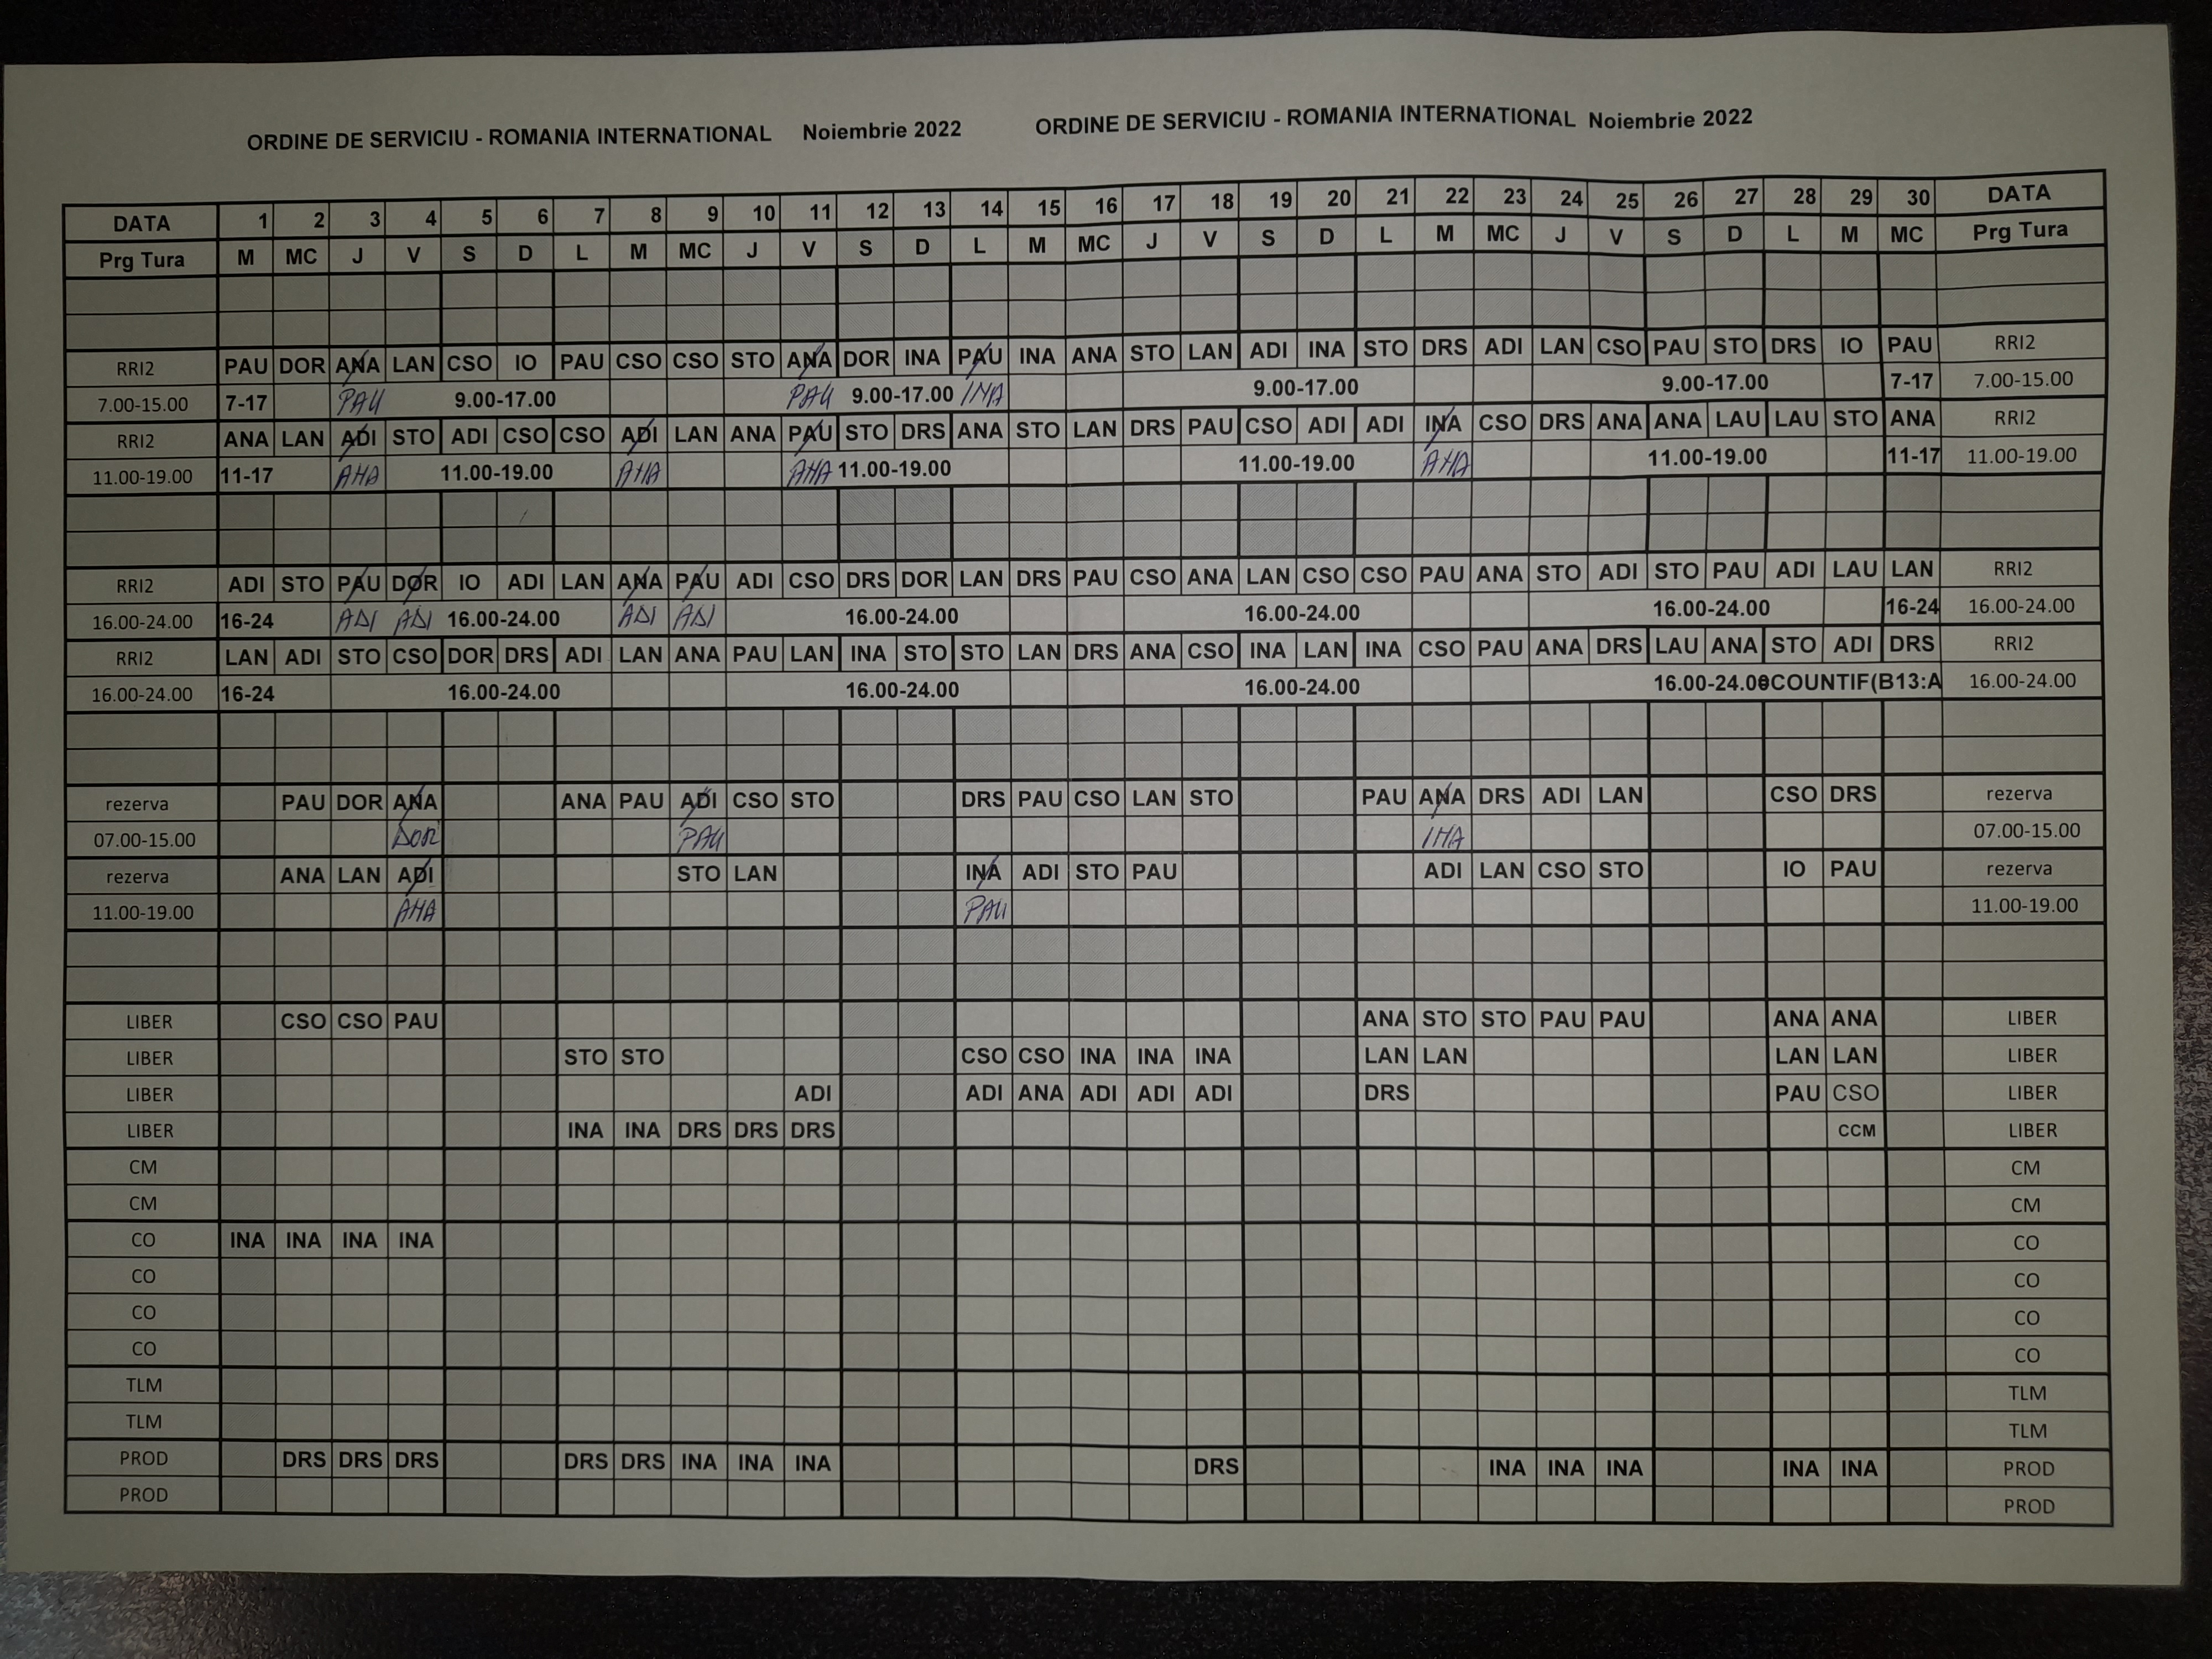 ORDINE DE SERVICIU - ROMANIA INTERNATIONAL Noiembrie 2022 ORDINE DE SERVICIU - ROMANIA INTERNATIONAL Noiembrie 2022
DATA 1 2 3 4 5 6 7 8 9 10 11 12 13 14 15 16 17 18 19 20 21 22 23 24 25 26 27 28 29 30 DATA
Prg Tura M MC J V S D L M MC J V S D L M MC J V S D L M MC J V S D L M MC Prg Tura
RRI2 PAU DOR ANA LAN CSO IO PAU CSO CSO STO ANA DOR INA PAU INA ANA STO LAN ADI INA STO DRS ADI LAN CSO PAU STO DRS IO PAU RRI2
7.00-15.00 7-17 PAU 9.00-17.00 PAU 9.00-17.00 INA 9.00-17.00 9.00-17.00 7-17 7.00-15.00
RRI2 ANA LAN ADI STO ADI CSO CSO ADI LAN ANA PAU STO DRS ANA STO LAN DRS PAU CSO ADI ADI INA CSO DRS ANA ANA LAU LAU STO ANA RRI2
11.00-19.00 11-17 ANA 11.00-19.00 ANA ANA 11.00-19.00 11.00-19.00 ANA 11.00-19.00 11-17 11.00-19.00
RRI2 ADI STO PAU DOR IO ADI LAN ANA PAU ADI CSO DRS DOR LAN DRS PAU CSO ANA LAN CSO CSO PAU ANA STO ADI STO PAU ADI LAU LAN RRI2
16.00-24.00 16-24 ADI ADI 16.00-24.00 ADI ADI 16.00-24.00 16.00-24.00 16.00-24.00 16-24 16.00-24.00
RRI2 LAN ADI STO CSO DOR DRS ADI LAN ANA PAU LAN INA STO STO LAN DRS ANA CSO INA LAN INA CSO PAU ANA DRS LAU ANA STO ADI DRS RRI2
16.00-24.00 16-24 16.00-24.00 16.00-24.00 16.00-24.00 16.00-24.00 COUNTIF(B13:A 16.00-24.00
rezerva PAU DOR ANA ANA PAU ADI CSO STO DRS PAU CSO LAN STO PAU ANA DRS ADI LAN CSO DRS rezerva
07.00-15.00 DOR PAU INA 07.00-15.00
rezerva ANA LAN ADI STO LAN INA ADI STO PAU ADI LAN CSO STO IO PAU rezerva
11.00-19.00 ANA PAU 11.00-19.00
LIBER CSO CSO PAU ANA STO STO PAU PAU ANA ANA LIBER
LIBER STO STO CSO CSO INA INA INA LAN LAN LAN LAN LIBER
LIBER ADI ADI ANA ADI ADI ADI DRS PAU CSO LIBER
LIBER INA INA DRS DRS DRS CCM LIBER
CM CM
CM CM
CO INA INA INA INA CO
CO CO
CO CO
CO CO
TLM TLM
TLM TLM
PROD DRS DRS DRS DRS DRS INA INA INA DRS INA INA INA INA INA PROD
PROD PROD